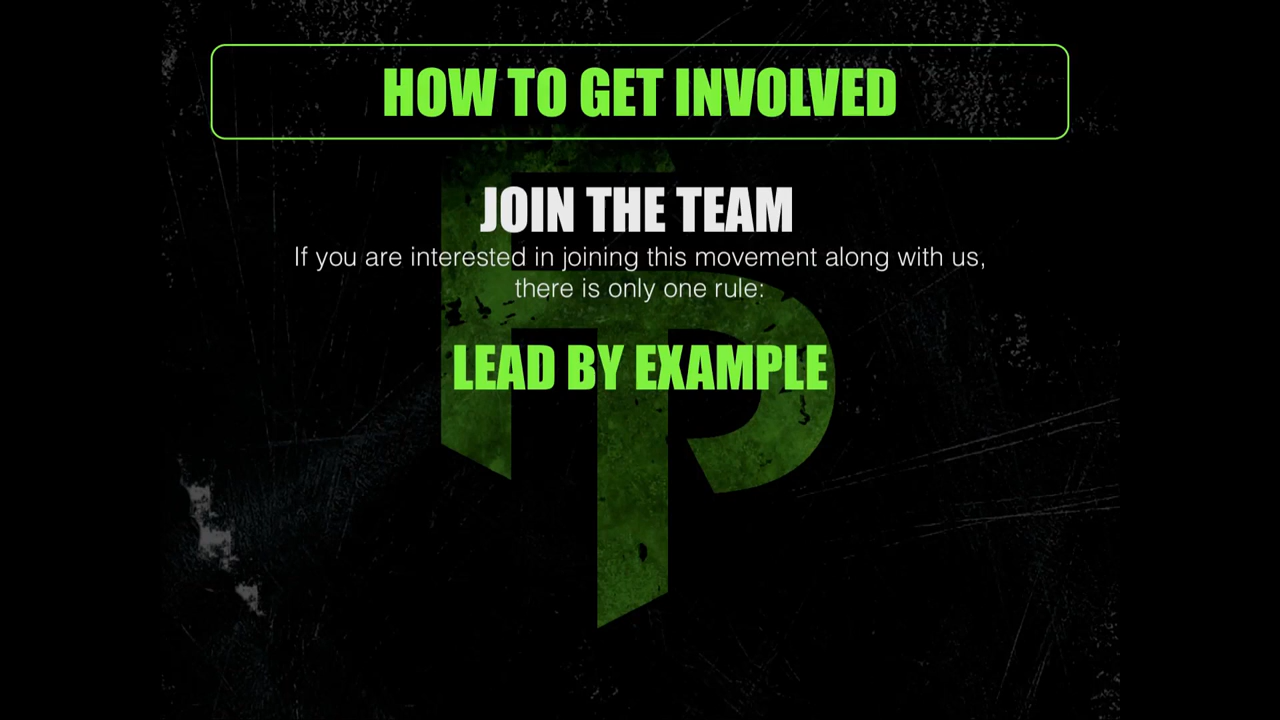 HOW TO GET INVOLVED
JOIN THE TEAM
If you are interested in joining this movement along with us,
there is only one rule:
LEAD BY EXAMPLE